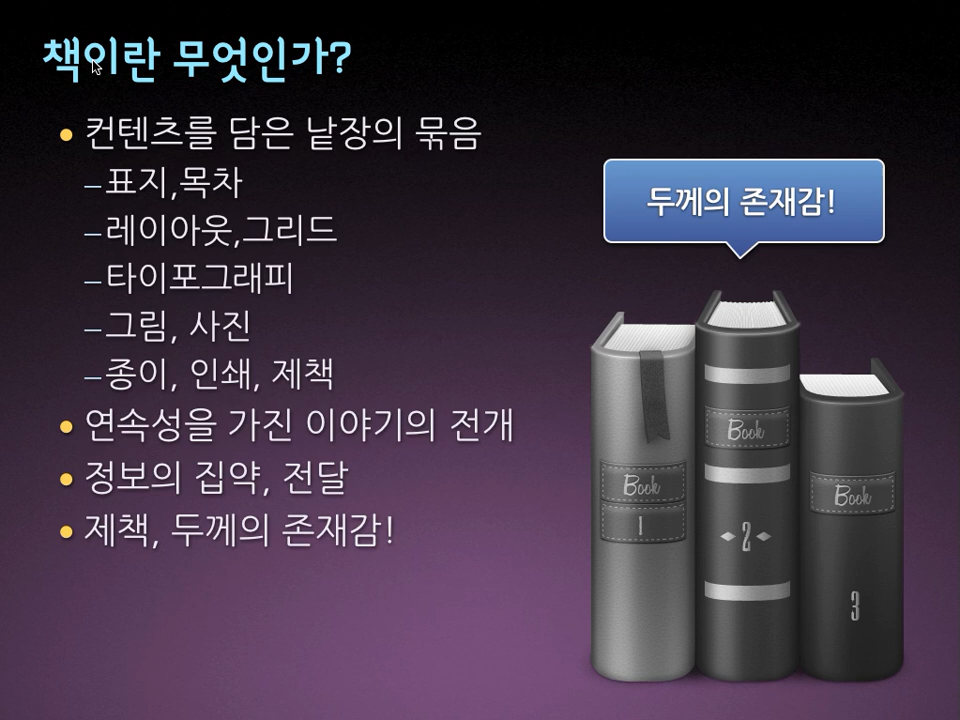 책이란 무엇인가?
• 컨텐츠를 담은 낱장의 묶음
–표지,목차
–레이아웃,그리드
–타이포그래피
–그림, 사진
–종이, 인쇄, 제책
• 연속성을 가진 이야기의 전개
• 정보의 집약, 전달
• 제책, 두께의 존재감!
두께의 존재감!
Book
1
Book
2
Book
3